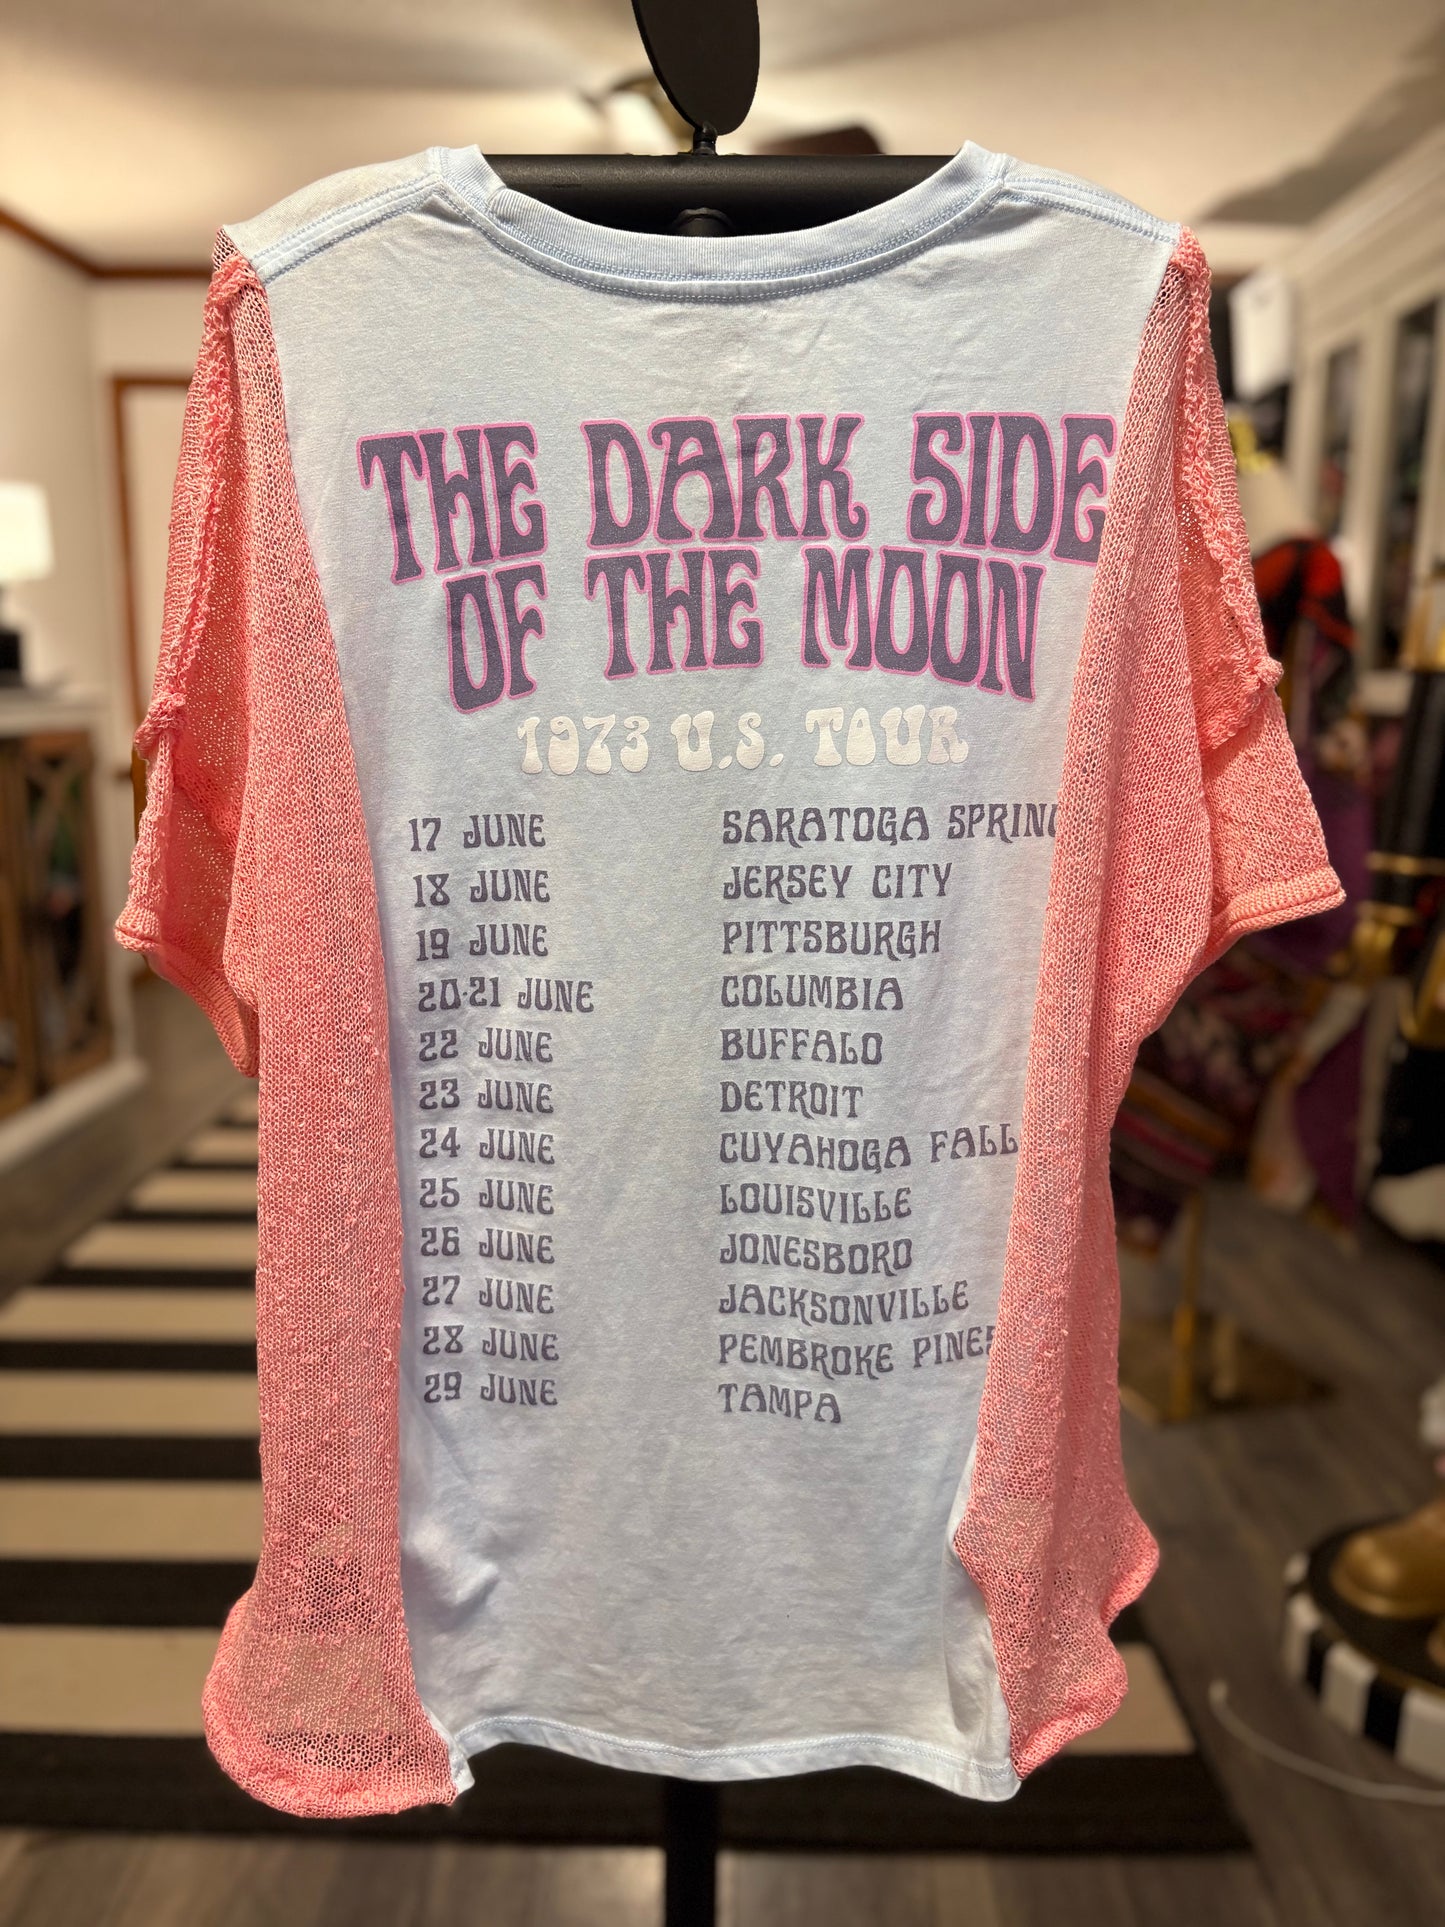 THE DARK SIDE
OF THE MOON
1973 U.S. TOUR
17 JUNE SARATOGA SPRIN
18 JUNE JERSEY CITY
19 JUNE PITTSBURGH
20-21 JUNE COLUMBIA
22 JUNE BUFFALO
23 JUNE DETROIT
24 JUNE CUYAHOGA FALL
25 JUNE LOUISVILLE
26 JUNE JONESBORO
27 JUNE JACKSONVILLE
28 JUNE PEMBROKE PINES
29 JUNE TAMPA